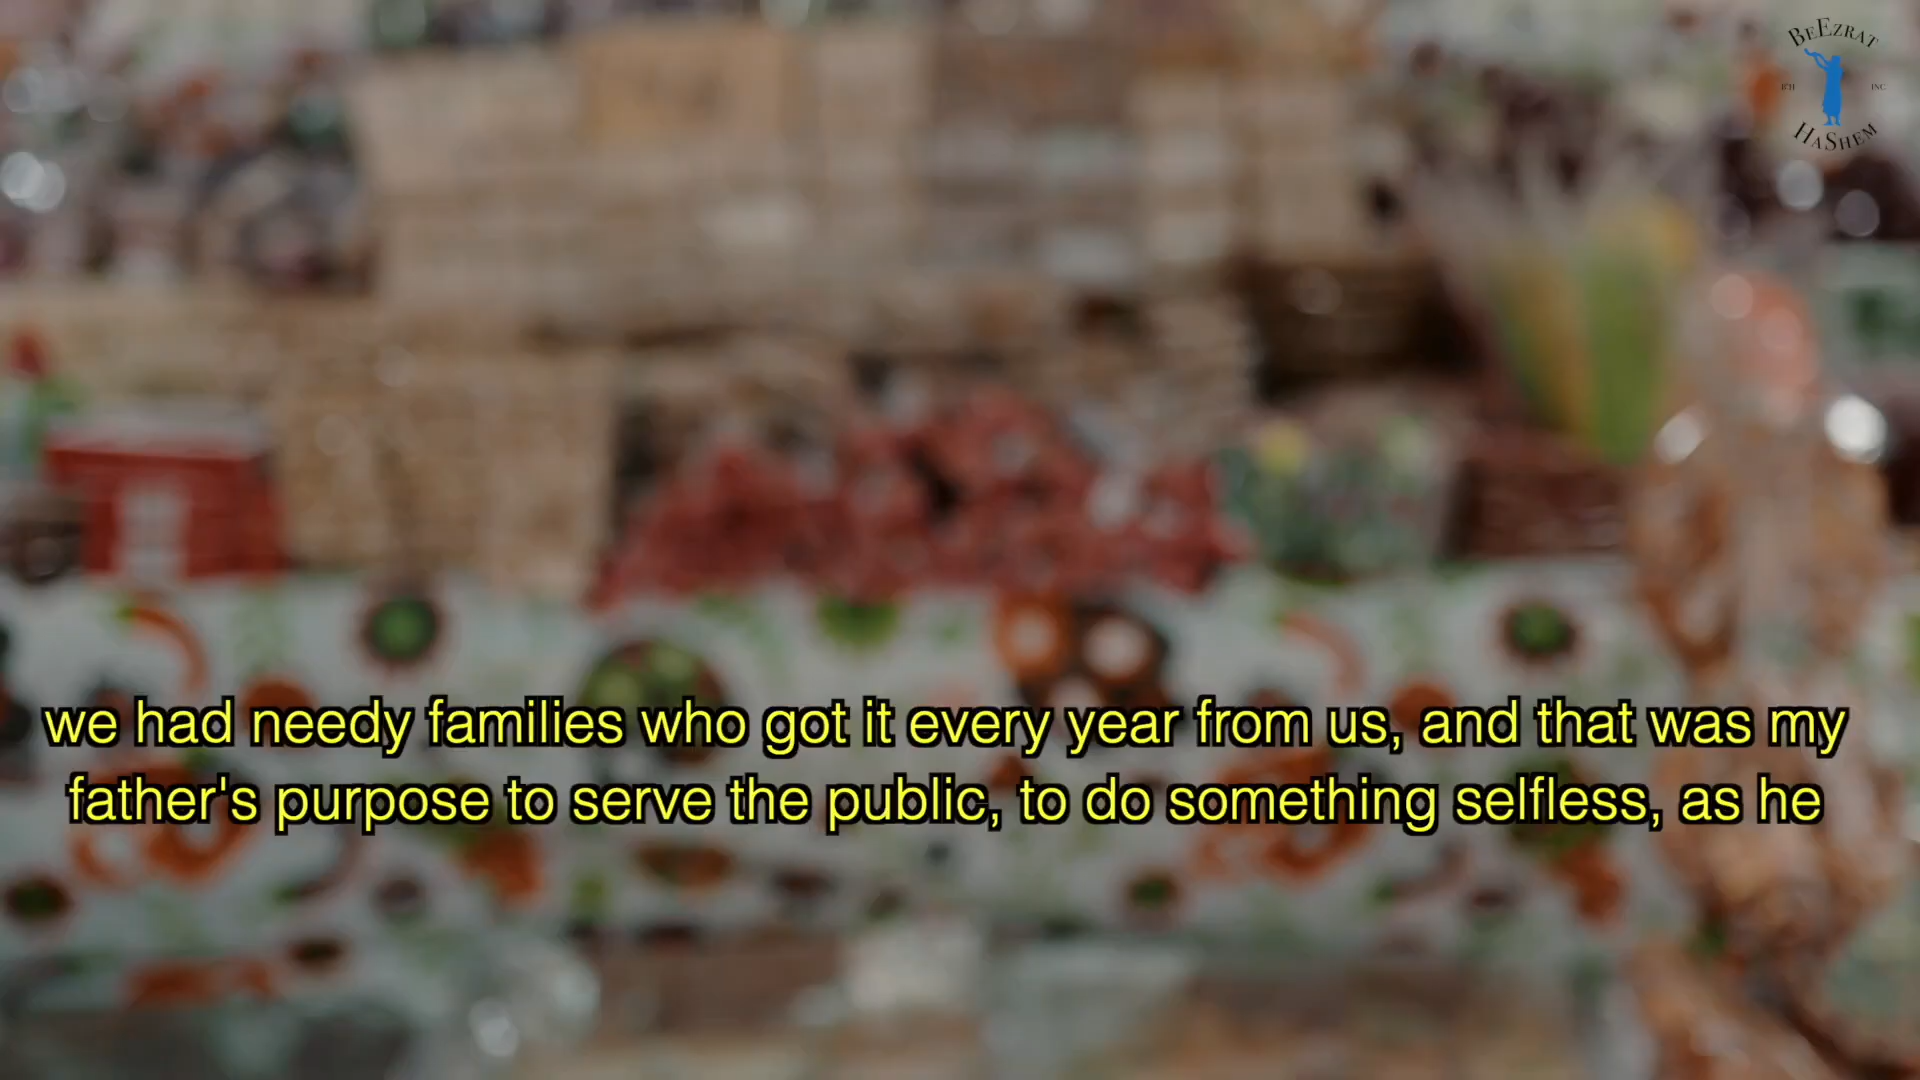 BEEZRAT
B"H INC
HASHEM
we had needy families who got it every year from us, and that was my
father's purpose to serve the public, to do something selfless, as he